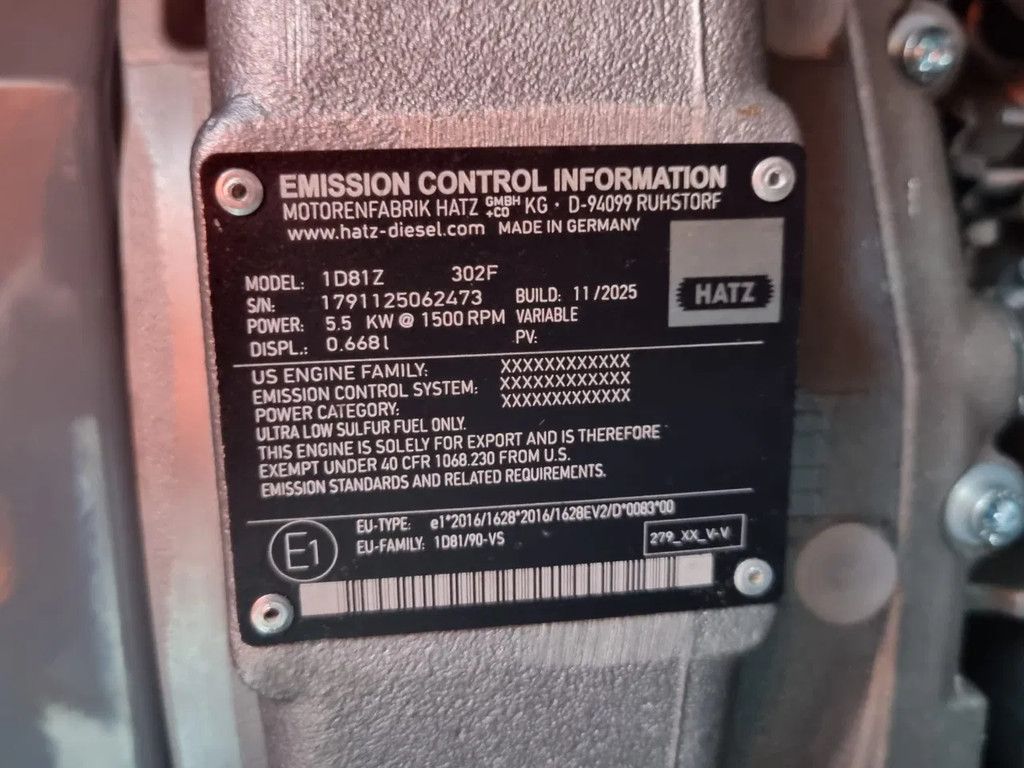 EMISSION CONTROL INFORMATION
MOTORENFABRIK HATZ GMBH +CO KG · D-94099 RUHSTORF
www.hatz-diesel.com MADE IN GERMANY
HATZ
MODEL: 1D81Z 302F
S/N: 1791125062473 BUILD: 11/2025
POWER: 5.5 KW @ 1500 RPM VARIABLE
DISPL.: 0.668l PV:
US ENGINE FAMILY: XXXXXXXXXXXX
EMISSION CONTROL SYSTEM: XXXXXXXXXXXX
POWER CATEGORY: XXXXXXXXXXXX
ULTRA LOW SULFUR FUEL ONLY.
THIS ENGINE IS SOLELY FOR EXPORT AND IS THEREFORE
EXEMPT UNDER 40 CFR 1068.230 FROM U.S.
EMISSION STANDARDS AND RELATED REQUIREMENTS.
E1
EU-TYPE: e1*2016/1628*2016/1628EV2/D*0083*00
EU-FAMILY: 1D81/90-VS
279_XX_V-V